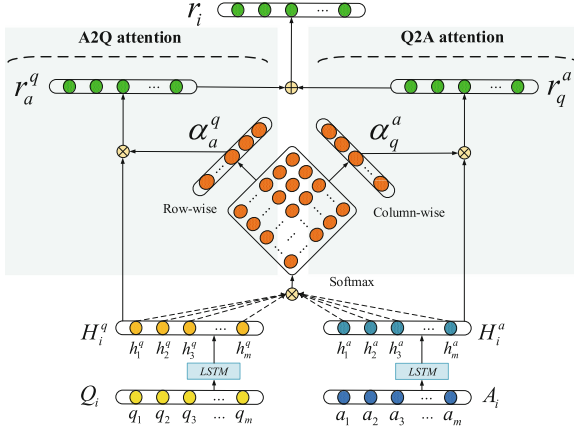 r_i
A2Q attention
Q2A attention
r_a^q
... 
...
r_q^a
α_a^q
α_q^a
Row-wise
Column-wise
Softmax
H_i^q
...
...
H_i^a
h_1^q h_2^q h_3^q ... h_m^q
h_1^a h_2^a h_3^a ... h_m^a
LSTM
LSTM
Q_i
...
...
A_i
q_1 q_2 q_3 ... q_m
a_1 a_2 a_3 ... a_m